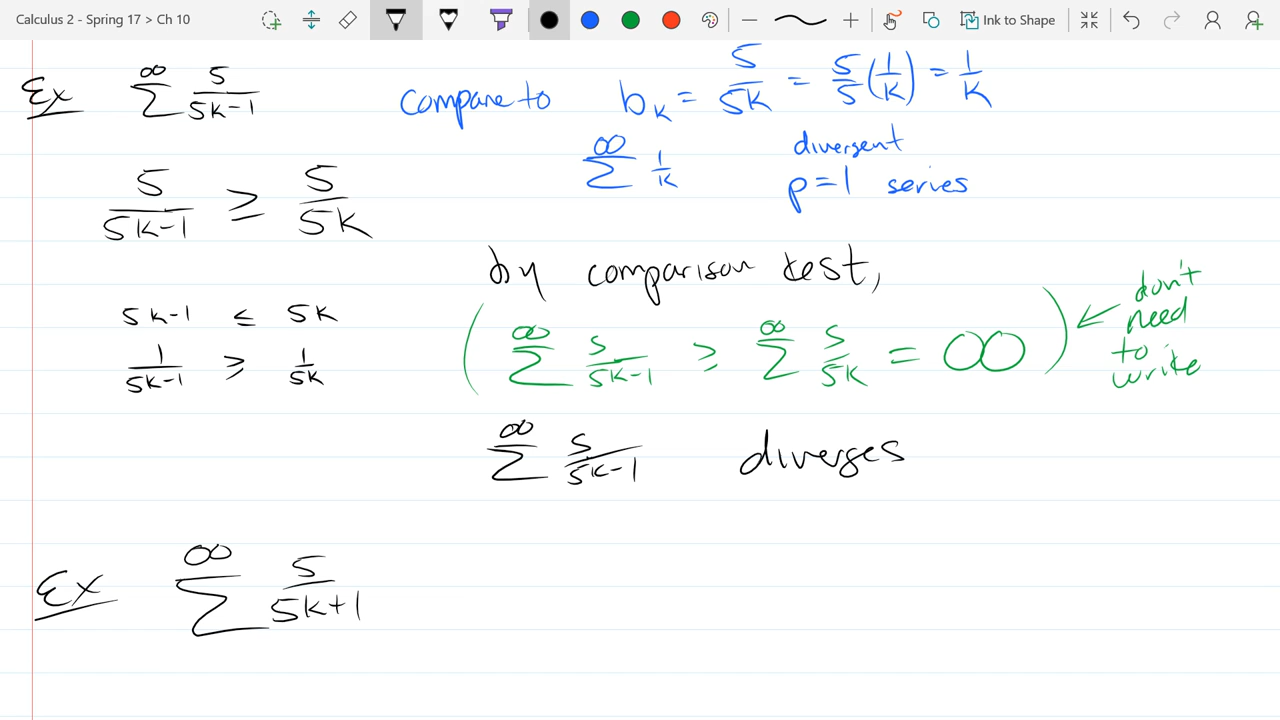 Calculus 2 - Spring 17 > Ch 10
Ink to Shape
Ex ∑^∞ 5/(5k-1) compare to b_k = 5/5k = 5/5 (1/k) = 1/k
∑^∞ 1/k divergent
p=1 series
5/(5k-1) ≥ 5/5k
by comparison test,
5k-1 ≤ 5k
1/(5k-1) ≥ 1/5k
( ∑^∞ 5/(5k-1) ≥ ∑^∞ 5/5k = ∞ ) ←
don't
need
to
write
∑^∞ 5/(5k-1) diverges
Ex ∑^∞ 5/(5k+1)